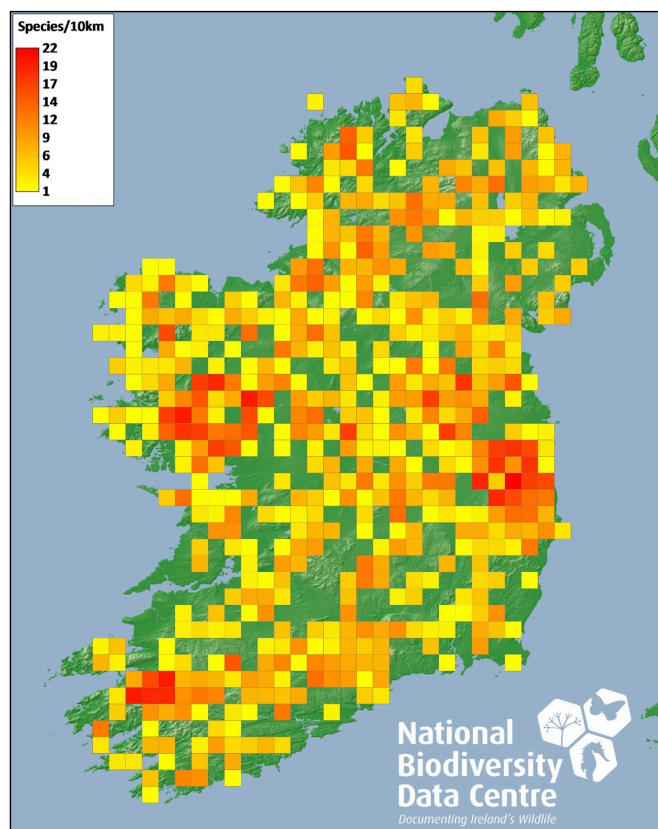 Species/10km
22
19
17
14
12
9
6
4
1
National
Biodiversity
Data Centre
Documenting Ireland's Wildlife